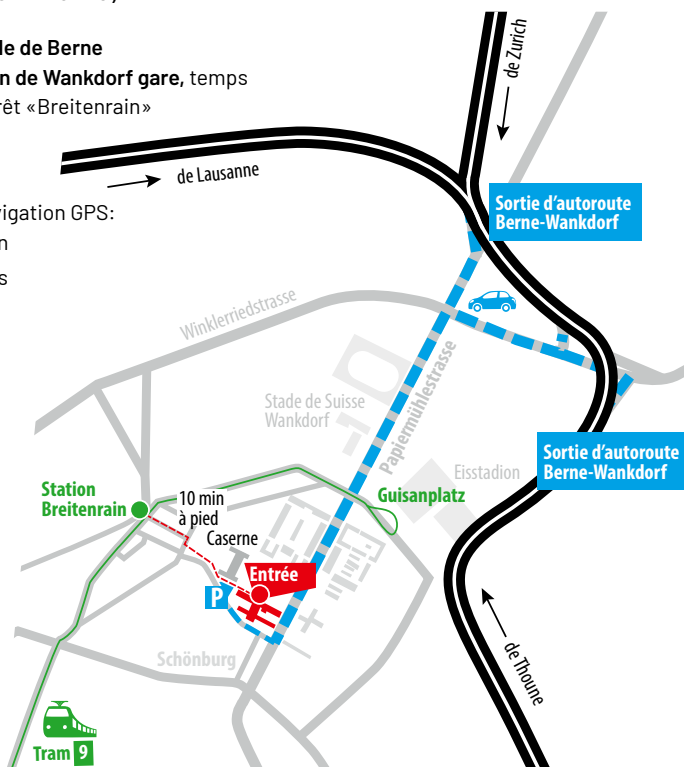 de de Berne
n de Wankdorf gare, temps
rêt «Breitenrain»
de Zurich
de Lausanne
Sortie d'autoroute
Berne-Wankdorf
vigation GPS:
n
s
Winklerriedstrasse
Papiermühlestrasse
Stade de Suisse
Wankdorf
Sortie d'autoroute
Berne-Wankdorf
Eisstadion
Guisanplatz
Station
Breitenrain
10 min
à pied
Caserne
Entrée
P
Schönburg
de Thoune
Tram 9